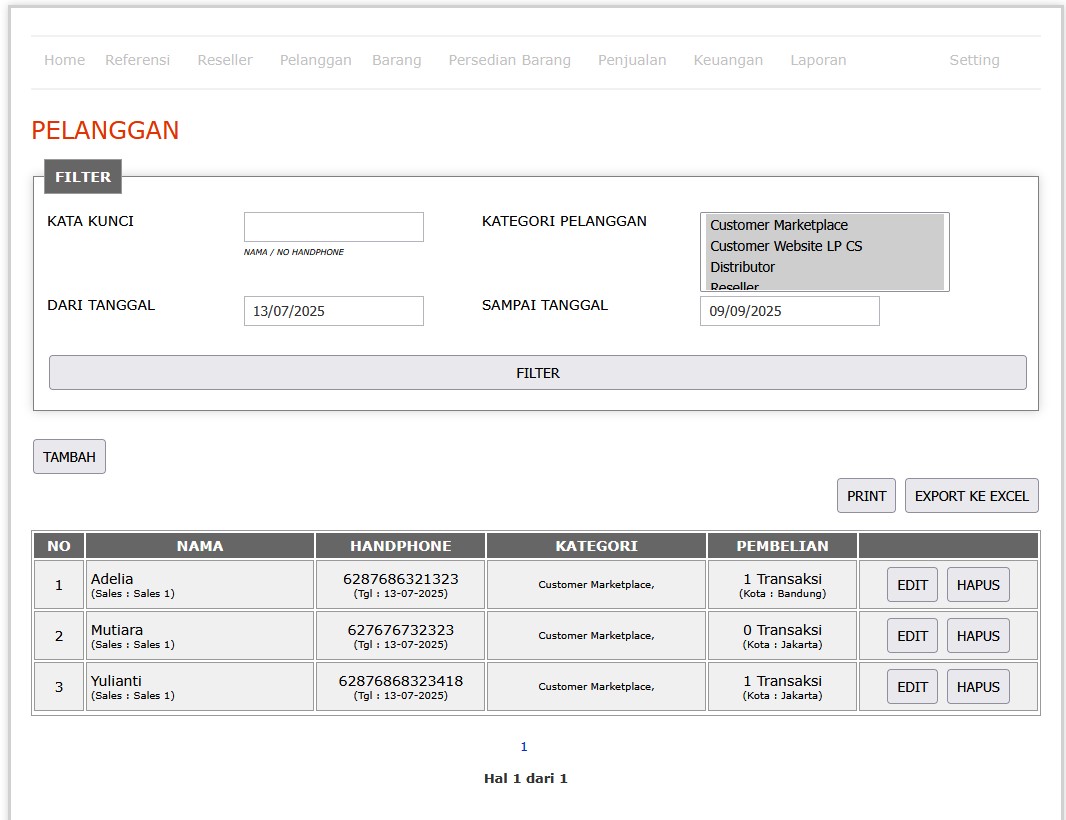 Home Referensi Reseller Pelanggan Barang Persedian Barang Penjualan Keuangan Laporan Setting
PELANGGAN
FILTER
KATA KUNCI
NAMA / NO HANDPHONE
KATEGORI PELANGGAN
Customer Marketplace
Customer Website LP CS
Distributor
Reseller
DARI TANGGAL 13/07/2025 SAMPAI TANGGAL 09/09/2025
FILTER
TAMBAH
PRINT EXPORT KE EXCEL
NO NAMA HANDPHONE KATEGORI PEMBELIAN
1 Adelia 6287686321323 Customer Marketplace, 1 Transaksi EDIT HAPUS
(Sales : Sales 1) (Tgl : 13-07-2025) (Kota : Bandung)
2 Mutiara 627676732323 Customer Marketplace, 0 Transaksi EDIT HAPUS
(Sales : Sales 1) (Tgl : 13-07-2025) (Kota : Jakarta)
3 Yulianti 62876868323418 Customer Marketplace, 1 Transaksi EDIT HAPUS
(Sales : Sales 1) (Tgl : 13-07-2025) (Kota : Jakarta)
1
Hal 1 dari 1